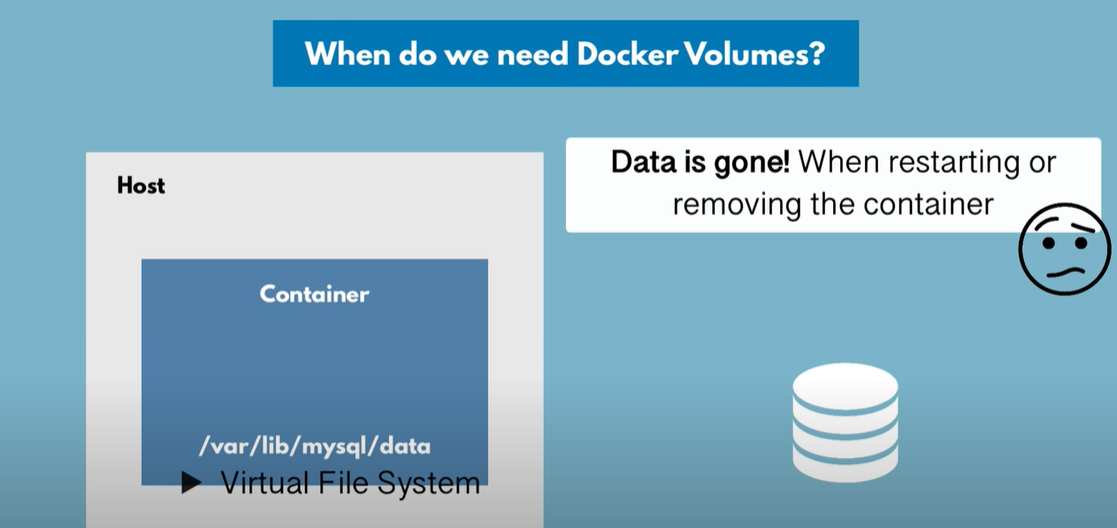 When do we need Docker Volumes?
Data is gone! When restarting or
removing the container
Host
Container
/var/lib/mysql/data
Virtual File System